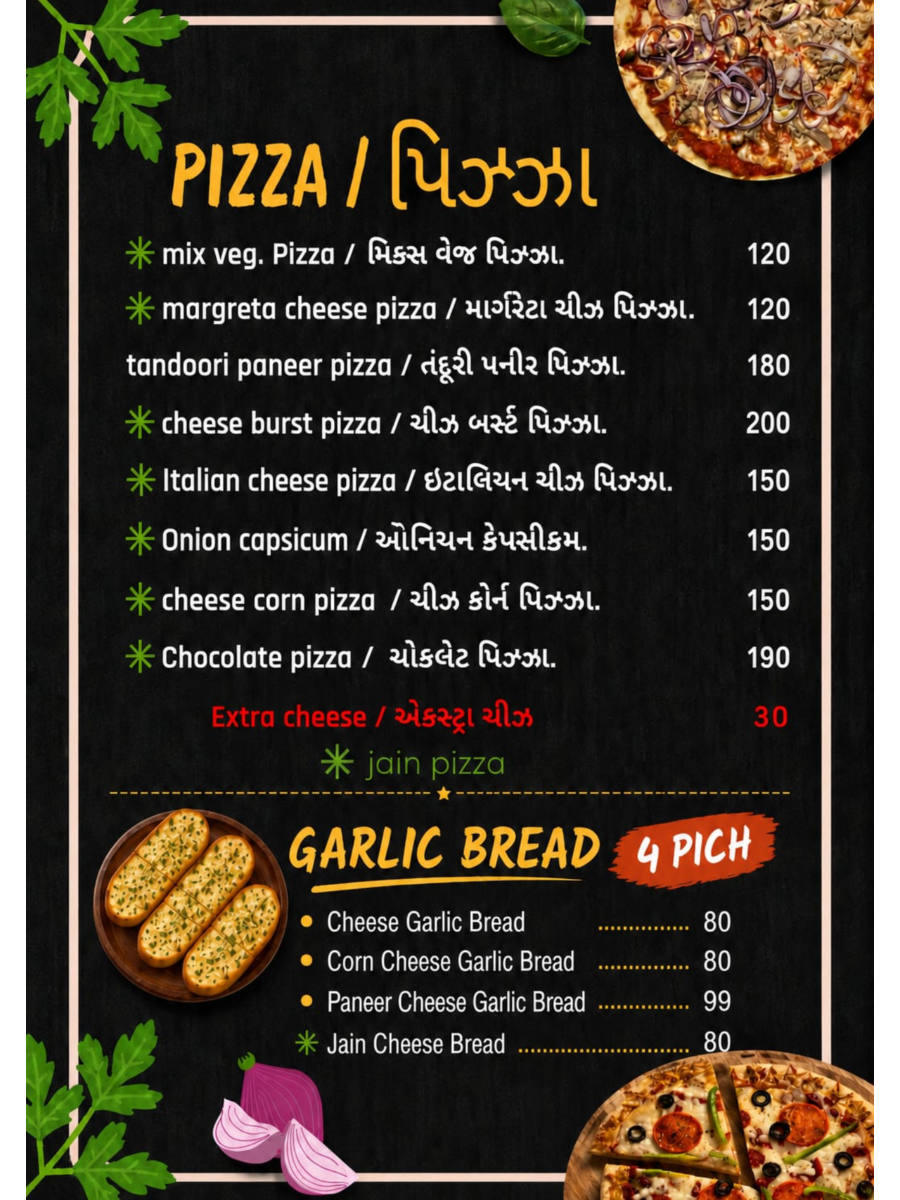 PIZZA / પિઝ્ઝા
✳ mix veg. Pizza / મિક્સ વેજ પિઝ્ઝા. 120
✳ margreta cheese pizza / માર્ગરેટા ચીઝ પિઝ્ઝા. 120
tandoori paneer pizza / તંદૂરી પનીર પિઝ્ઝા. 180
✳ cheese burst pizza / ચીઝ બર્સ્ટ પિઝ્ઝા. 200
✳ Italian cheese pizza / ઇટાલિયન ચીઝ પિઝ્ઝા. 150
✳ Onion capsicum / ઓનિયન કેપસીકમ. 150
✳ cheese corn pizza / ચીઝ કોર્ન પિઝ્ઝા. 150
✳ Chocolate pizza / ચોકલેટ પિઝ્ઝા. 190
Extra cheese / એકસ્ટ્રા ચીઝ 30
✳ jain pizza
GARLIC BREAD 4 PICH
• Cheese Garlic Bread ................ 80
• Corn Cheese Garlic Bread ................ 80
• Paneer Cheese Garlic Bread ................ 99
✳ Jain Cheese Bread .............................. 80